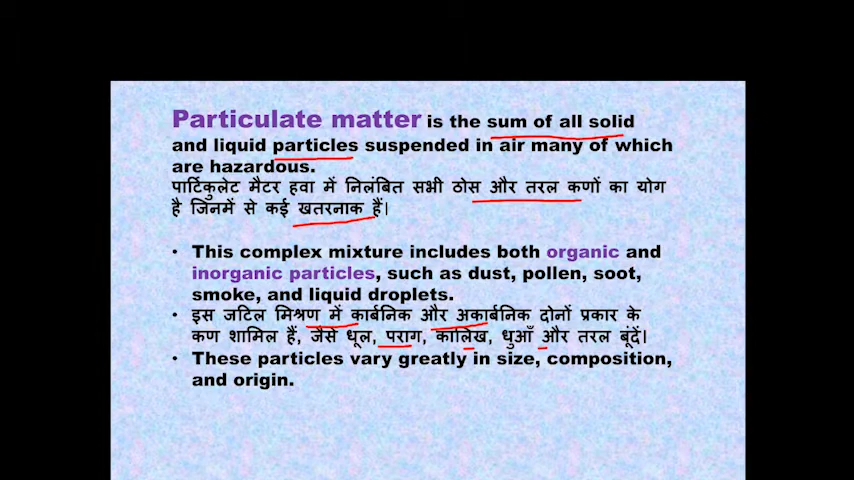 Particulate matter is the sum of all solid
and liquid particles suspended in air many of which
are hazardous.
पार्टिकुलेट मैटर हवा में निलंबित सभी ठोस और तरल कणों का योग
है जिनमें से कई खतरनाक हैं।
• This complex mixture includes both organic and
inorganic particles, such as dust, pollen, soot,
smoke, and liquid droplets.
• इस जटिल मिश्रण में कार्बनिक और अकार्बनिक दोनों प्रकार के
कण शामिल हैं, जैसे धूल, पराग, कालिख, धुआँ और तरल बूंदें।
• These particles vary greatly in size, composition,
and origin.